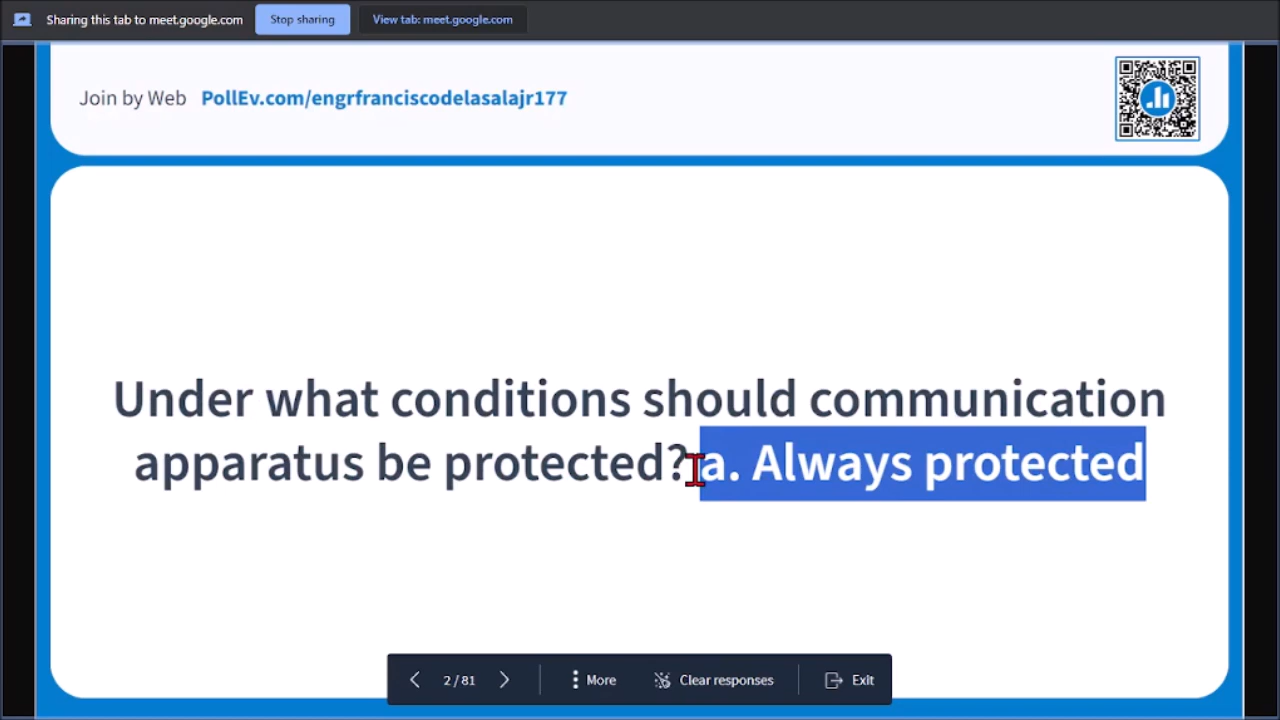 Sharing this tab to meet.google.com Stop sharing View tab: meet.google.com
Join by Web PollEv.com/engrfranciscodelasalajr177
Under what conditions should communication
apparatus be protected? a. Always protected
2 / 81 More Clear responses Exit